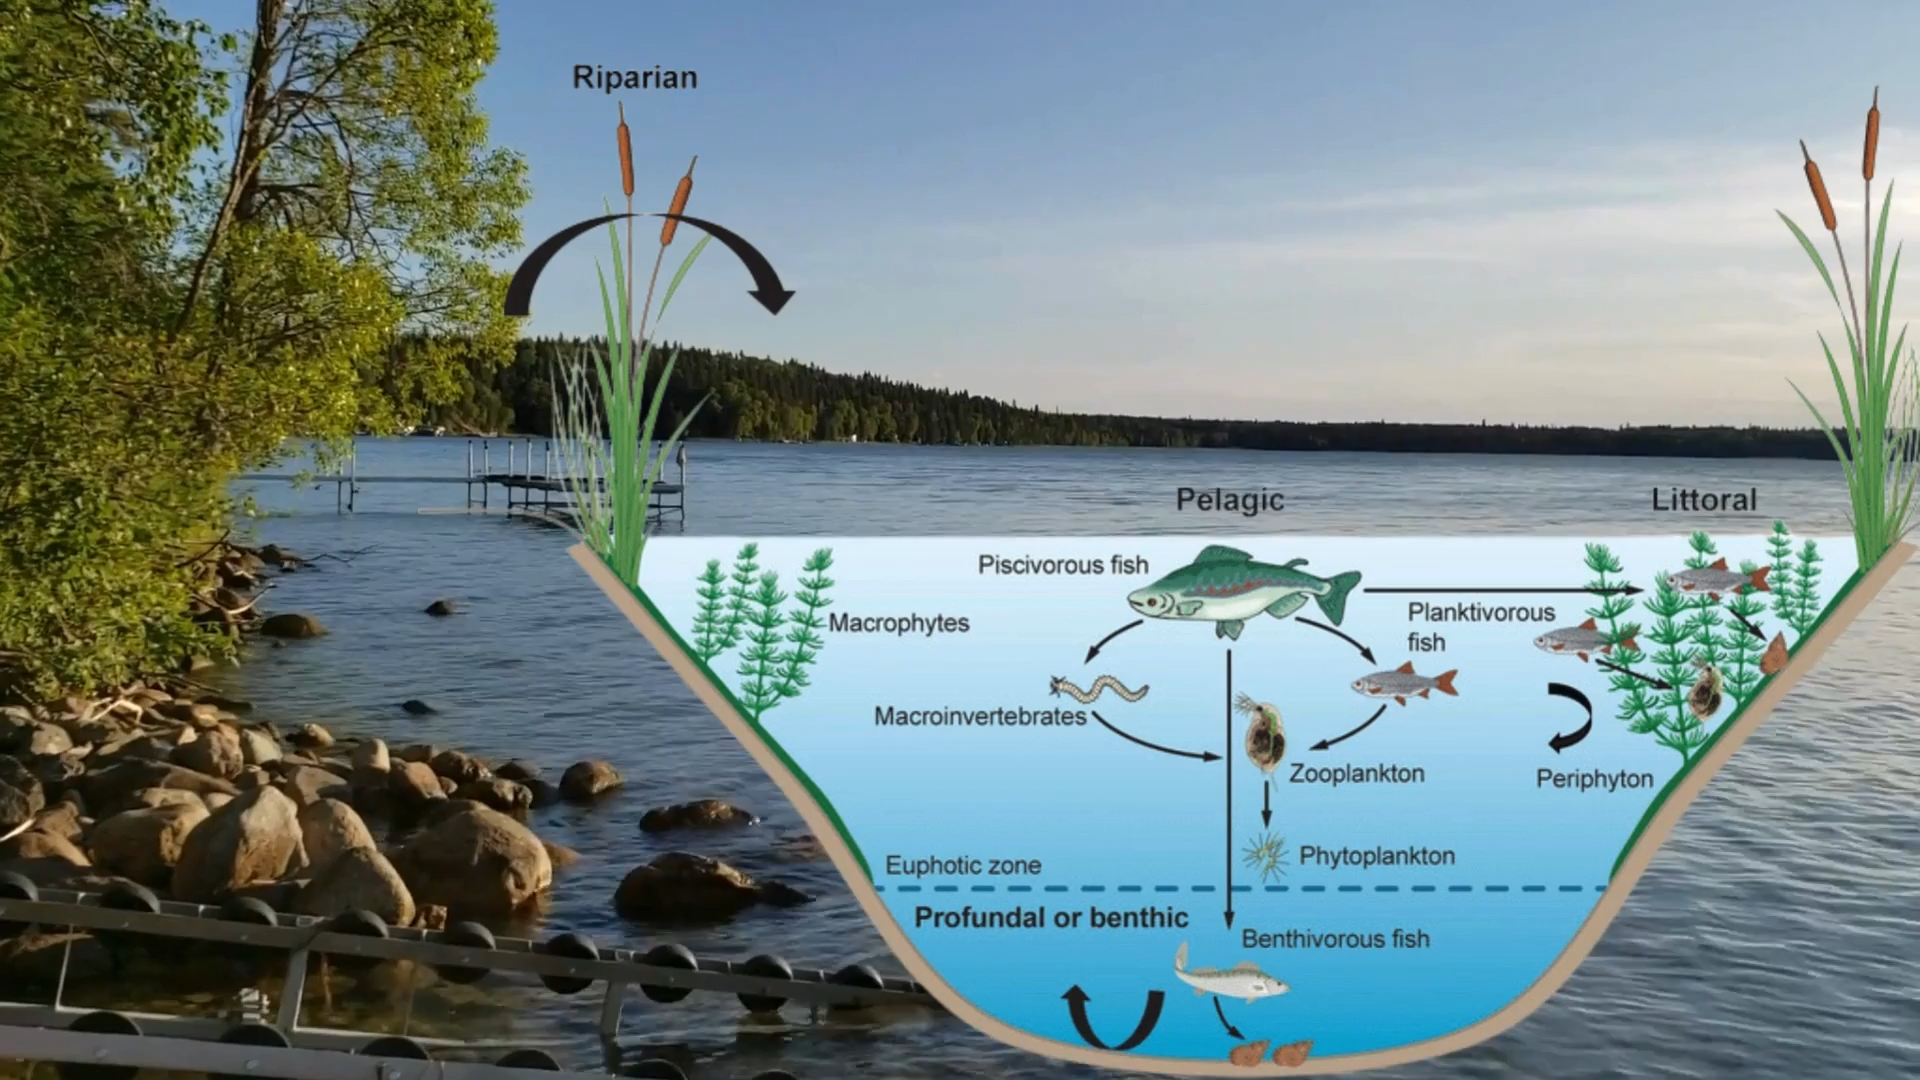 Riparian
Pelagic
Littoral
Piscivorous fish
Macrophytes
Planktivorous
fish
Macroinvertebrates
Zooplankton
Periphyton
Phytoplankton
Euphotic zone
Profundal or benthic
Benthivorous fish